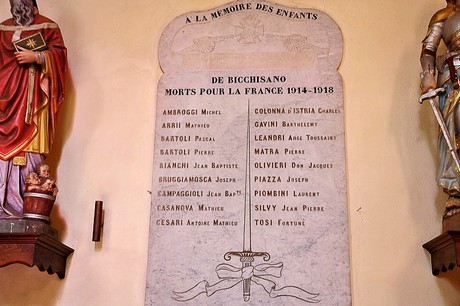 A LA MEMOIRE DES ENFANTS
DE BICCHISANO
MORTS POUR LA FRANCE 1914-1918
AMBROGGI MICHEL
ARRII MATHIEU
BARTOLI PASCAL
BARTOLI PIERRE
BIANCHI JEAN BAPTISTE
BRUGGIAMOSCA JOSEPH
CAMPAGGIOLI JEAN BAPTE
CASANOVA MATHIEU
CESARI ANTOINE MATHIEU
COLONNA D'ISTRIA CHARLES
GAVINI BARTHELEMY
LEANDRI ANGE TOUSSAINT
MATRA PIERRE
OLIVIERI DON JACQUES
PIAZZA JOSEPH
PIOMBINI LAURENT
SILVY JEAN PIERRE
TOSI FORTUNÉ